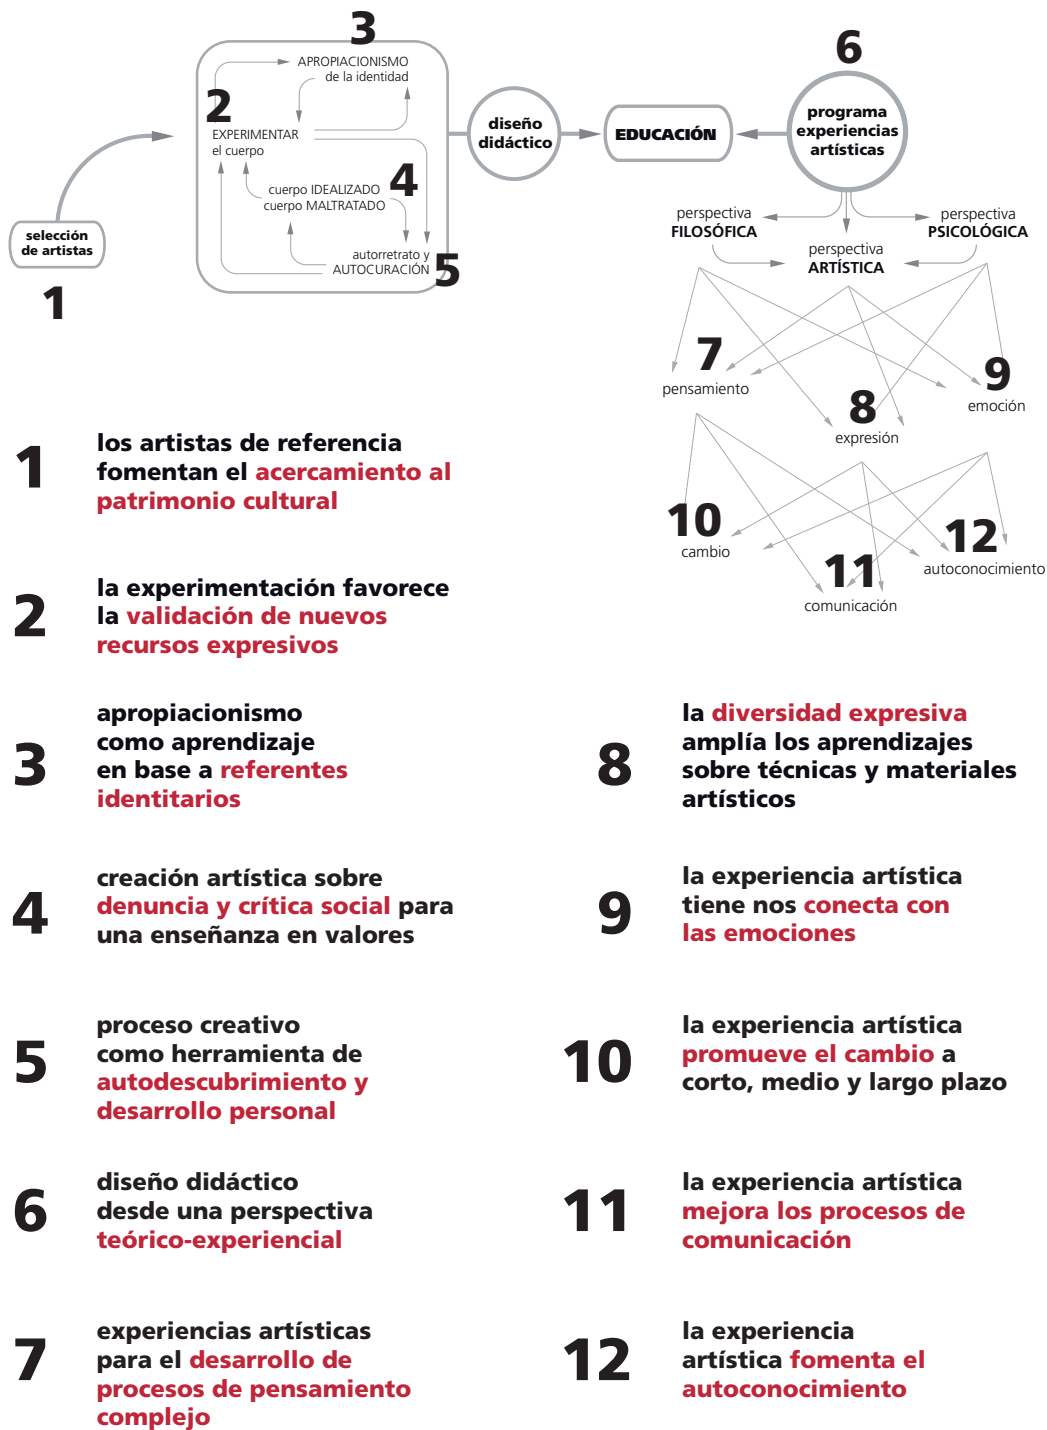 3
APROPIACIONISMO
de la identidad
2
EXPERIMENTAR
el cuerpo
4
cuerpo IDEALIZADO
cuerpo MALTRATADO
autorretrato y
AUTOCURACIÓN
5
selección
de artistas
1
diseño
didáctico
EDUCACIÓN
6
programa
experiencias
artísticas
perspectiva
FILOSÓFICA
perspectiva
ARTÍSTICA
perspectiva
PSICOLÓGICA
7
pensamiento
8
expresión
9
emoción
10
cambio
11
comunicación
12
autoconocimiento
1
los artistas de referencia
fomentan el acercamiento al
patrimonio cultural
2
la experimentación favorece
la validación de nuevos
recursos expresivos
3
apropiacionismo
como aprendizaje
en base a referentes
identitarios
4
creación artística sobre
denuncia y crítica social para
una enseñanza en valores
5
proceso creativo
como herramienta de
autodescubrimiento y
desarrollo personal
6
diseño didáctico
desde una perspectiva
teórico-experiencial
7
experiencias artísticas
para el desarrollo de
procesos de pensamiento
complejo
8
la diversidad expresiva
amplía los aprendizajes
sobre técnicas y materiales
artísticos
9
la experiencia artística
tiene nos conecta con
las emociones
10
la experiencia artística
promueve el cambio a
corto, medio y largo plazo
11
la experiencia artística
mejora los procesos de
comunicación
12
la experiencia
artística fomenta el
autoconocimiento